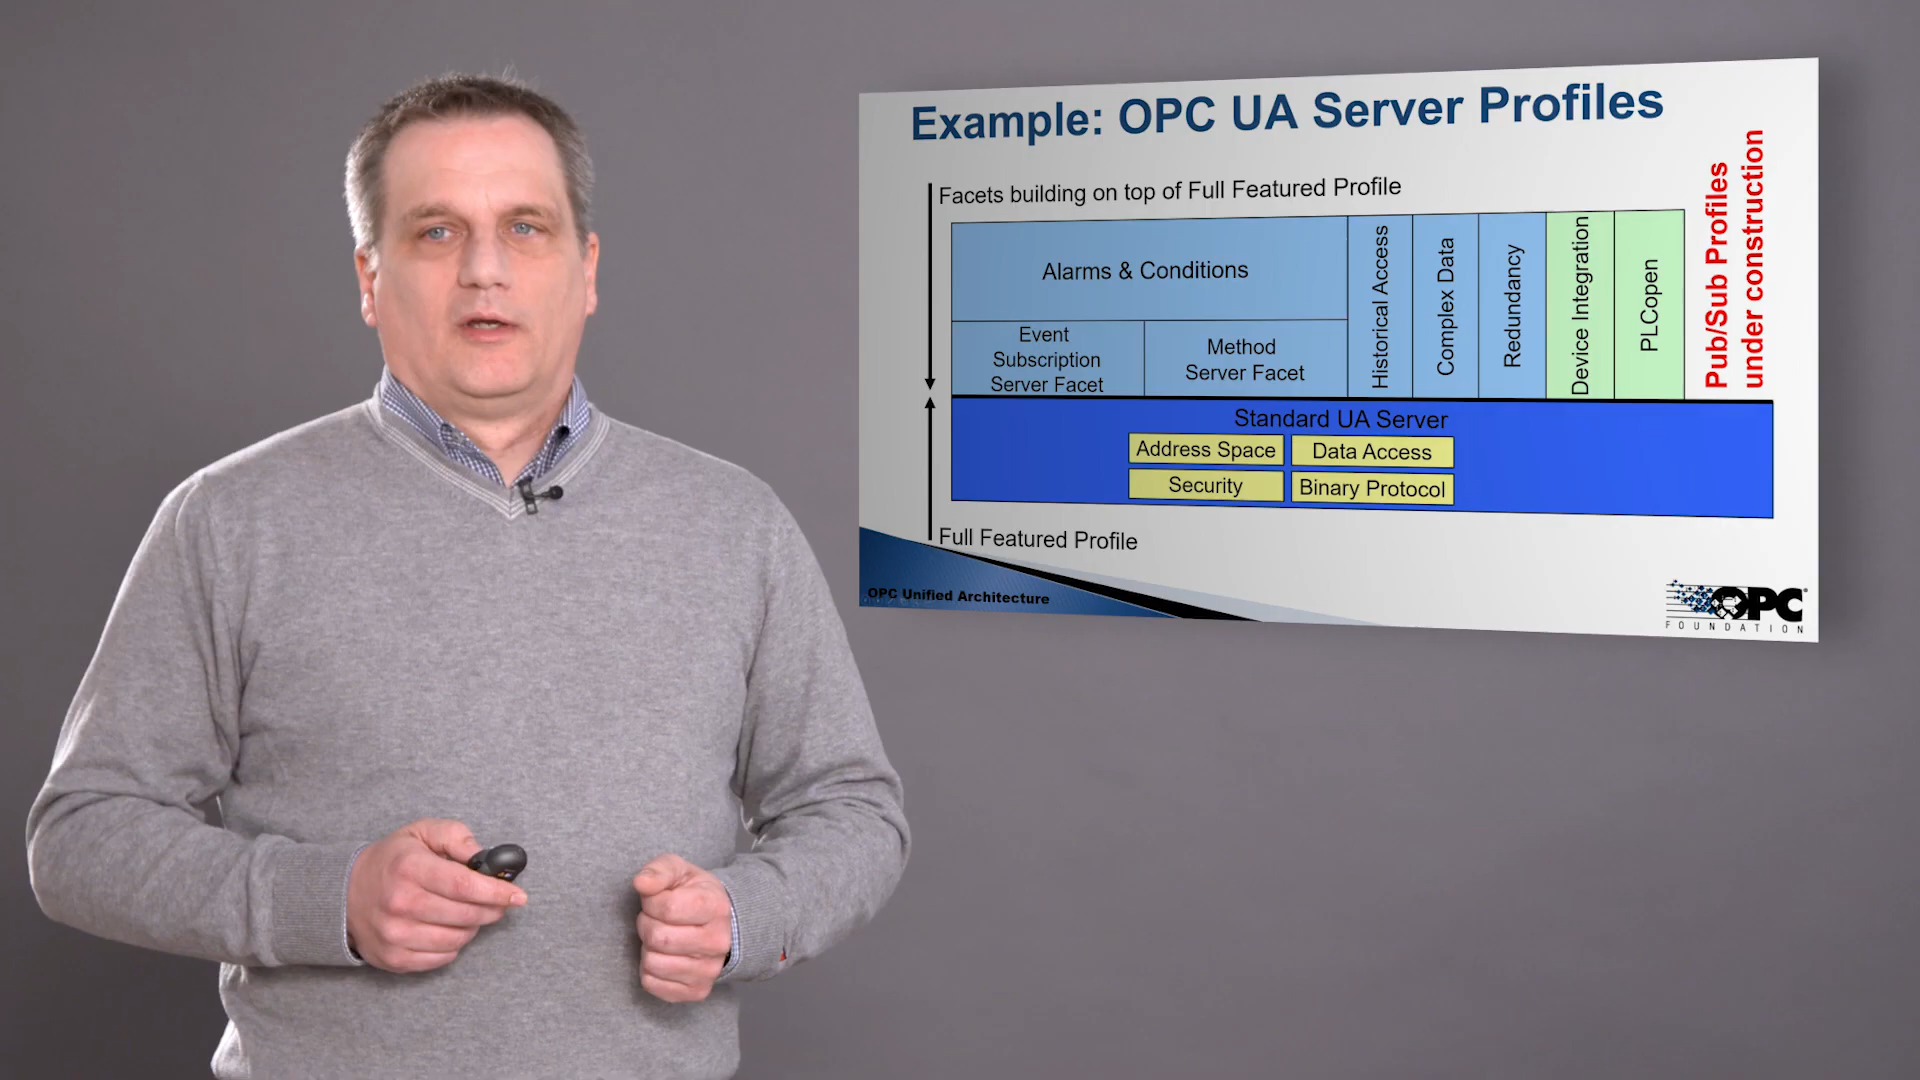 Example: OPC UA Server Profiles
Facets building on top of Full Featured Profile
Alarms & Conditions
Event
Subscription
Server Facet
Method
Server Facet
Historical Access
Complex Data
Redundancy
Device Integration
PLCopen
Pub/Sub Profiles
under construction
Standard UA Server
Address Space
Data Access
Security
Binary Protocol
Full Featured Profile
OPC Unified Architecture
OPC
FOUNDATION